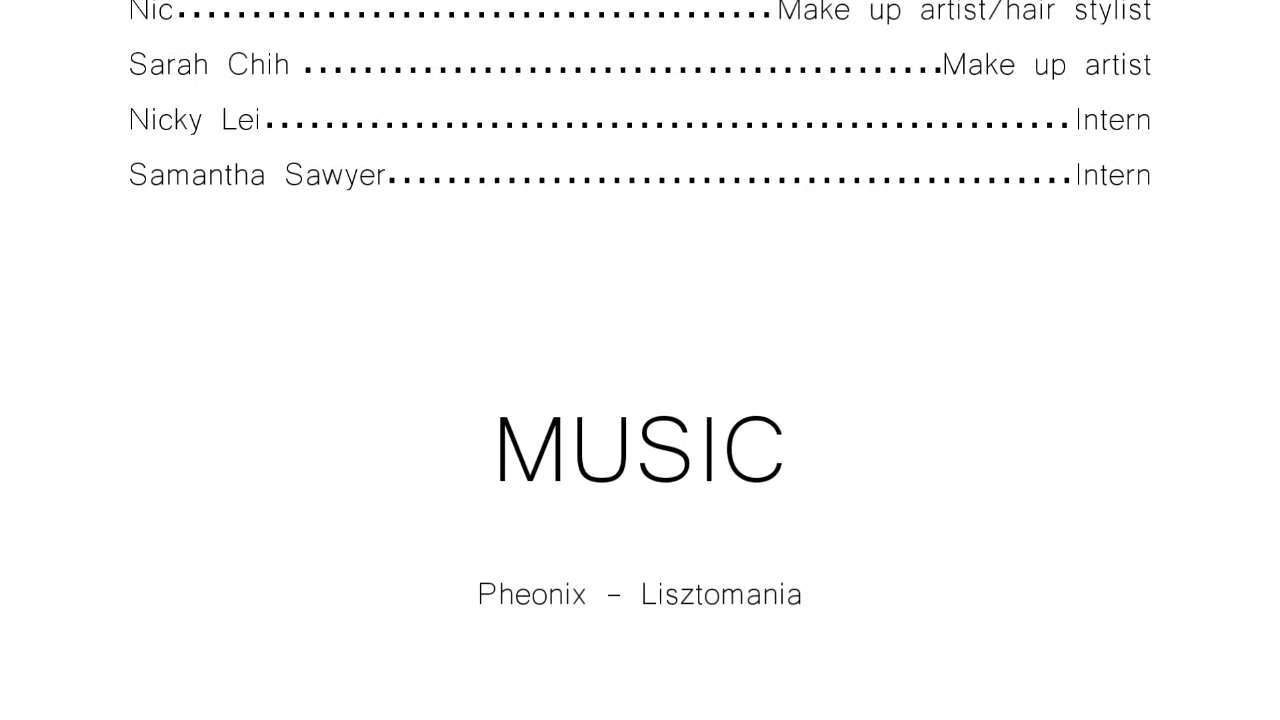 Nic........................................Make up artist/hair stylist
Sarah Chih ...........................................Make up artist
Nicky Lei......................................................Intern
Samantha Sawyer..............................................Intern
MUSIC
Pheonix - Lisztomania